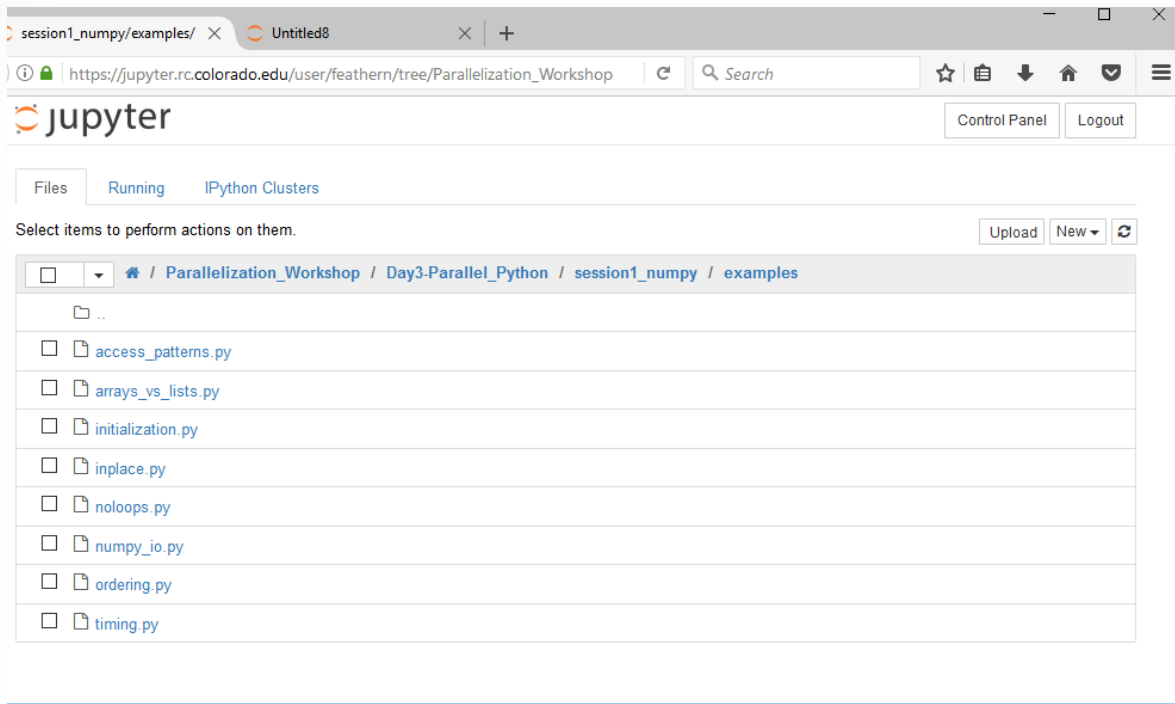 session1_numpy/examples/ Untitled8
https://jupyter.rc.colorado.edu/user/feathern/tree/Parallelization_Workshop Search
jupyter Control Panel Logout
Files Running IPython Clusters
Select items to perform actions on them. Upload New
/ Parallelization_Workshop / Day3-Parallel_Python / session1_numpy / examples
..
access_patterns.py
arrays_vs_lists.py
initialization.py
inplace.py
noloops.py
numpy_io.py
ordering.py
timing.py